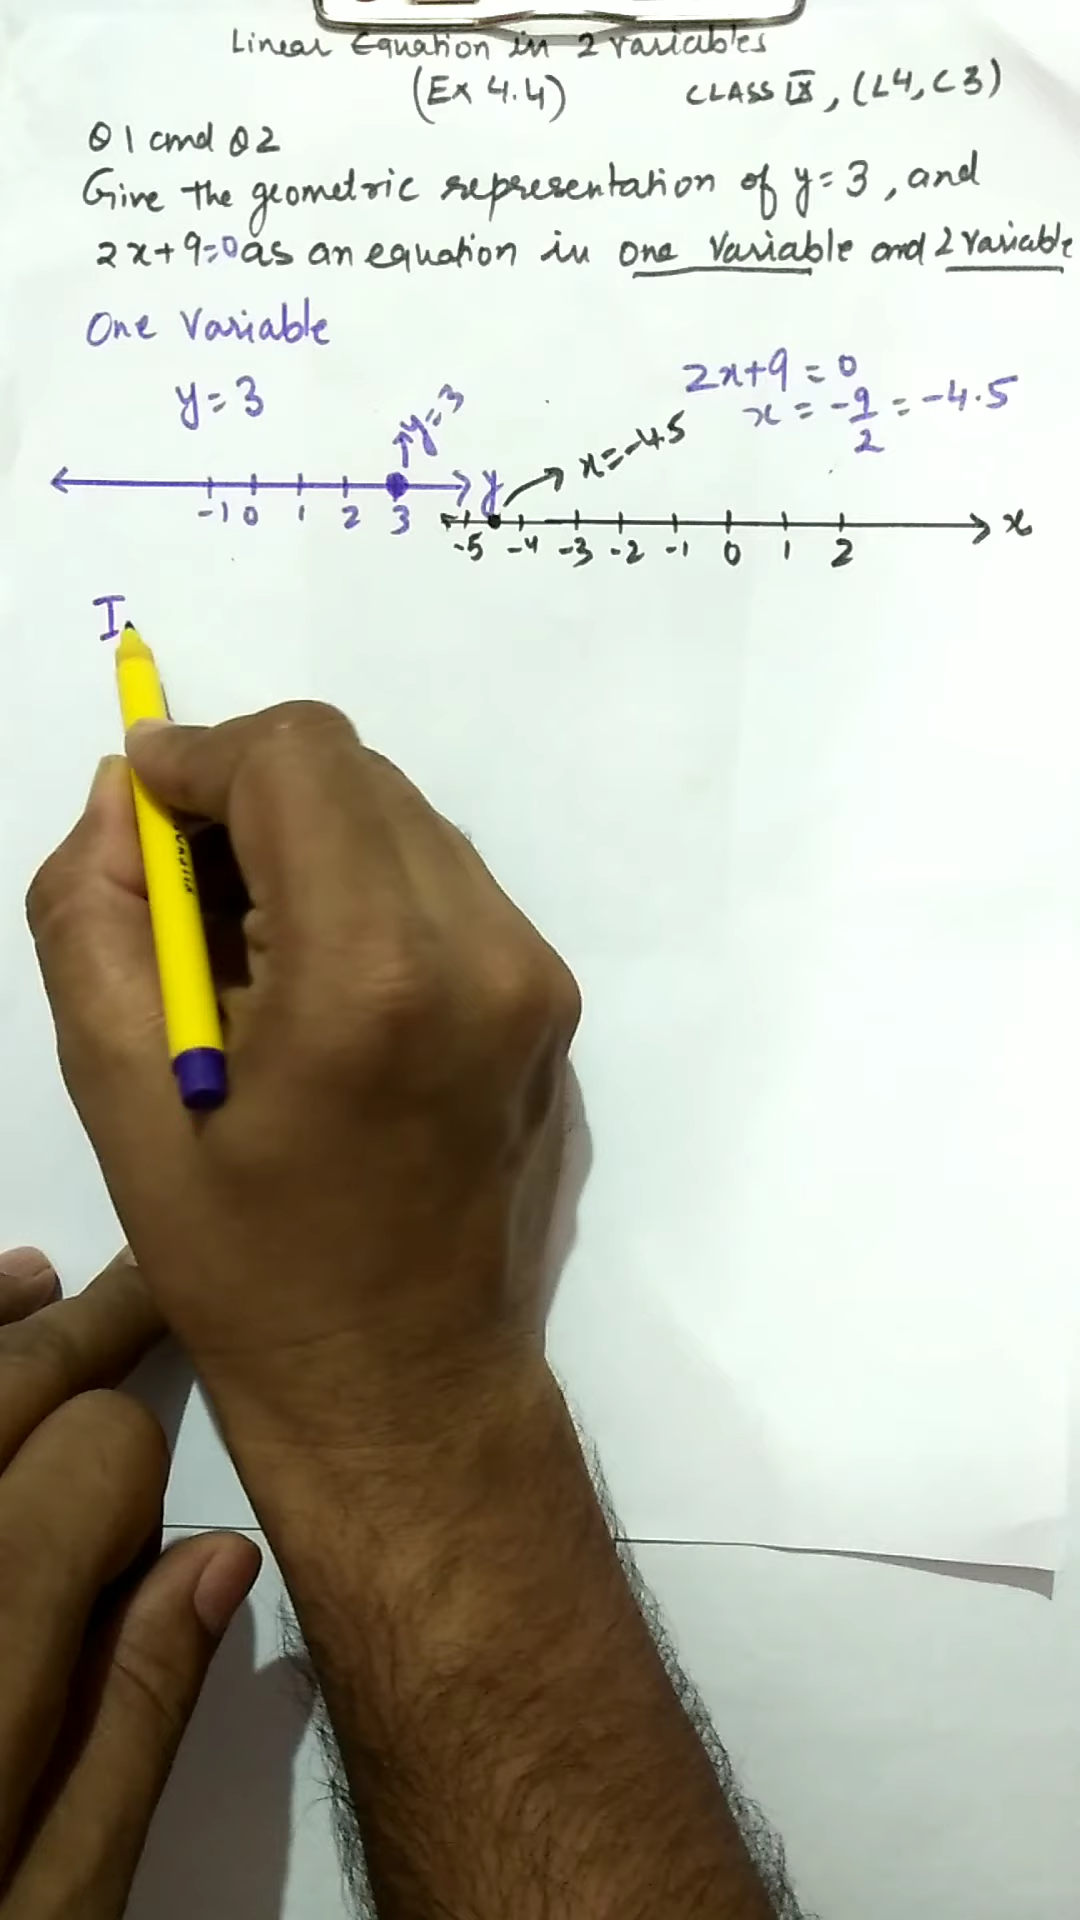 Linear Equation in 2 variables
(Ex 4.4) CLASS IX, (L4, C3)
Q1 and Q2
Give the geometric representation of y=3, and
2x+9=0 as an equation in one variable and 2 variable
One Variable
y=3
2x+9=0
x = -9/2 = -4.5
y=3
x=-4.5
y
-1 0 1 2 3
x
-5 -4 -3 -2 -1 0 1 2
I